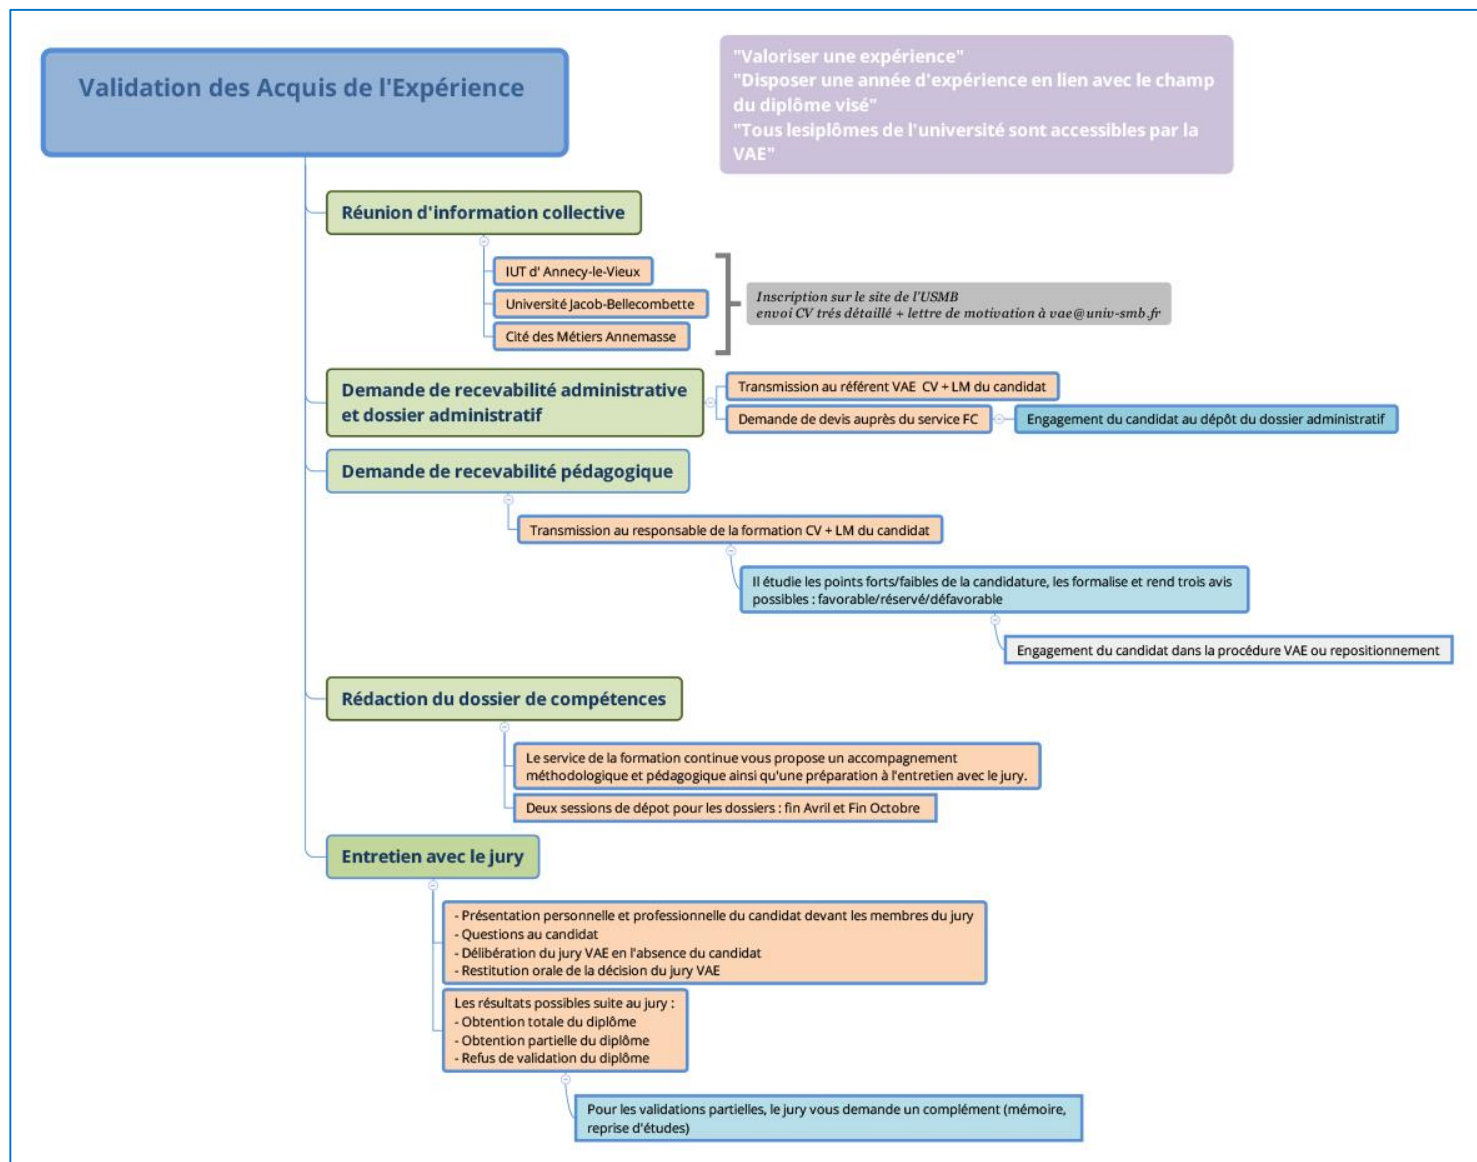 Validation des Acquis de l'Expérience
"Valoriser une expérience"
"Disposer une année d'expérience en lien avec le champ
du diplôme visé"
"Tous lesiplômes de l'université sont accessibles par la
VAE"
Réunion d'information collective
IUT d' Annecy-le-Vieux
Université Jacob-Bellecombette
Cité des Métiers Annemasse
Inscription sur le site de l'USMB
envoi CV trés détaillé + lettre de motivation à vae@univ-smb.fr
Demande de recevabilité administrative
et dossier administratif
Transmission au référent VAE CV + LM du candidat
Demande de devis auprès du service FC
Engagement du candidat au dépôt du dossier administratif
Demande de recevabilité pédagogique
Transmission au responsable de la formation CV + LM du candidat
Il étudie les points forts/faibles de la candidature, les formalise et rend trois avis
possibles : favorable/réservé/défavorable
Engagement du candidat dans la procédure VAE ou repositionnement
Rédaction du dossier de compétences
Le service de la formation continue vous propose un accompagnement
méthodologique et pédagogique ainsi qu'une préparation à l'entretien avec le jury.
Deux sessions de dépot pour les dossiers : fin Avril et Fin Octobre
Entretien avec le jury
- Présentation personnelle et professionnelle du candidat devant les membres du jury
- Questions au candidat
- Délibération du jury VAE en l'absence du candidat
- Restitution orale de la décision du jury VAE
Les résultats possibles suite au jury :
- Obtention totale du diplôme
- Obtention partielle du diplôme
- Refus de validation du diplôme
Pour les validations partielles, le jury vous demande un complément (mémoire,
reprise d'études)